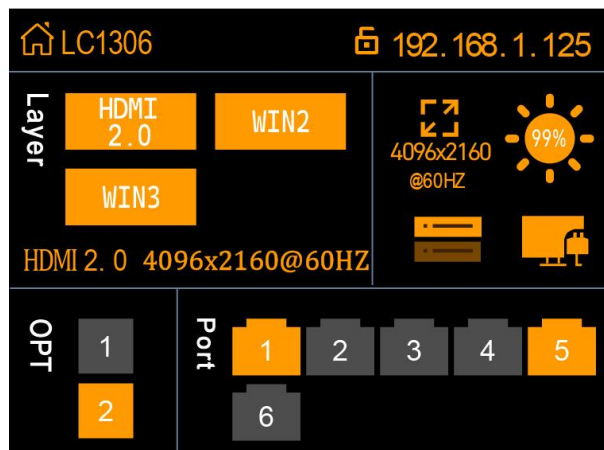 LC1306
192.168.1.125
Layer
HDMI
2.0
WIN2
WIN3
HDMI 2.0 4096x2160@60HZ
4096x2160
@60HZ
99%
OPT
1
2
Port
1 2 3 4 5
6